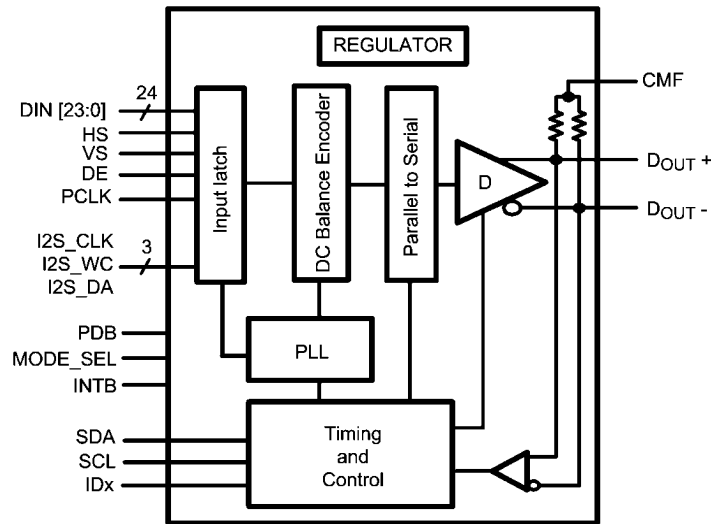 REGULATOR
CMF
DIN [23:0]
24
HS
VS
DE
PCLK
I2S_CLK
I2S_WC
3
I2S_DA
Input latch
DC Balance Encoder
Parallel to Serial
D
DOUT +
DOUT -
PDB
MODE_SEL
INTB
PLL
SDA
SCL
IDx
Timing
and
Control